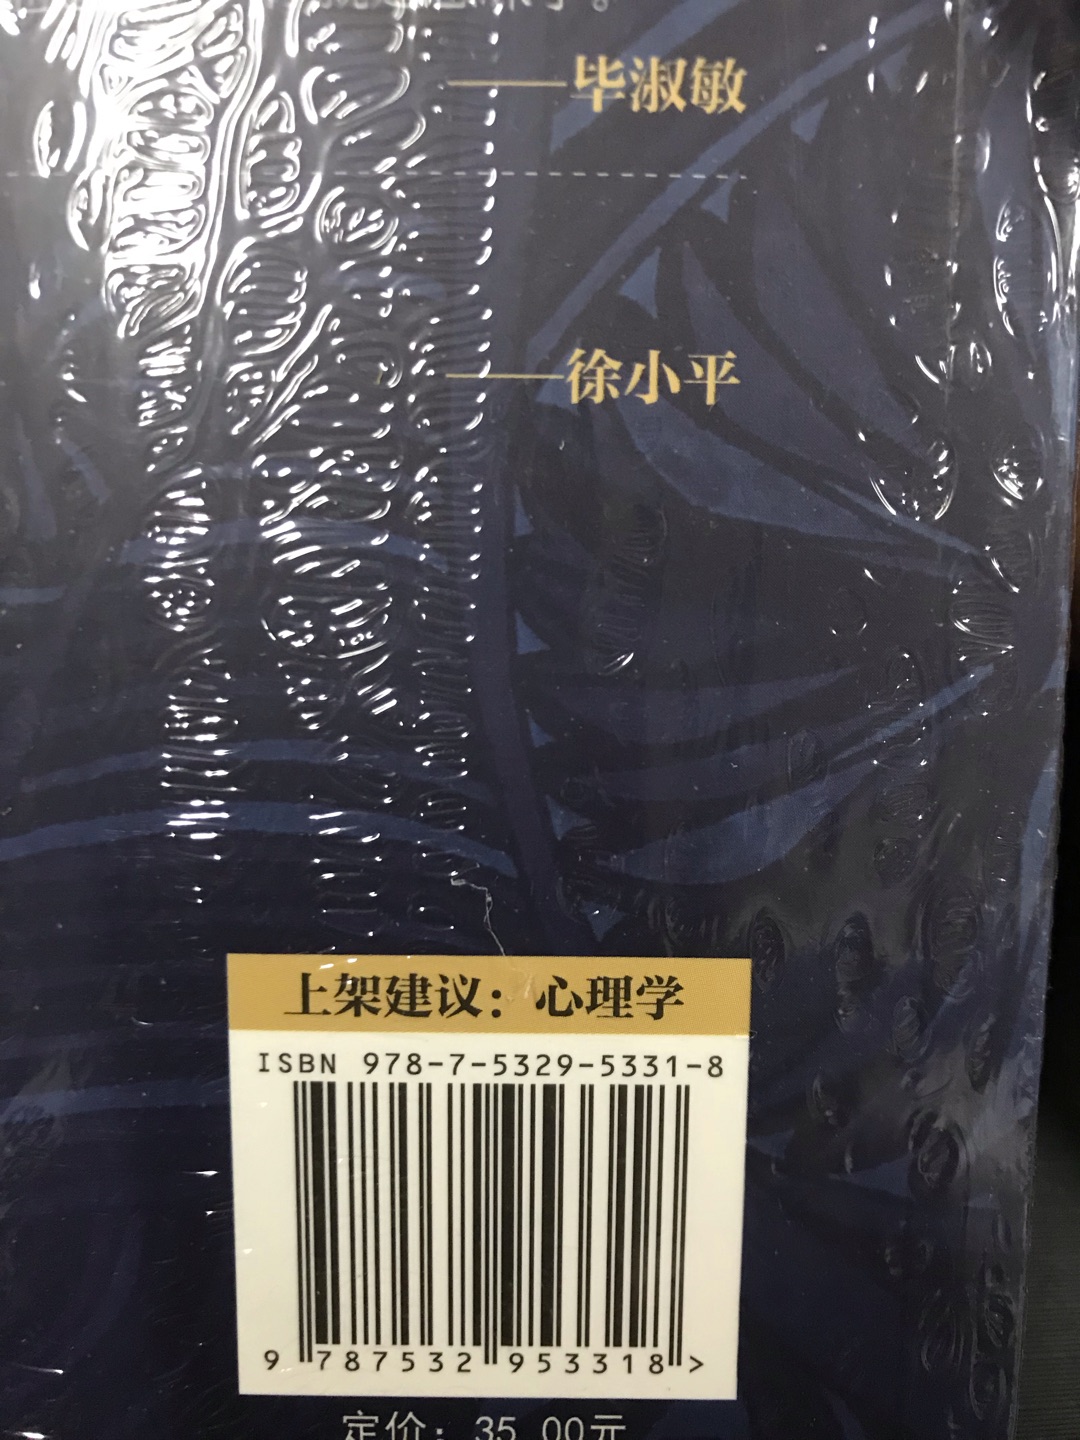 ——毕淑敏
——徐小平
上架建议：心理学
ISBN 978-7-5329-5331-8
9 787532 953318 >
定价：35.00元